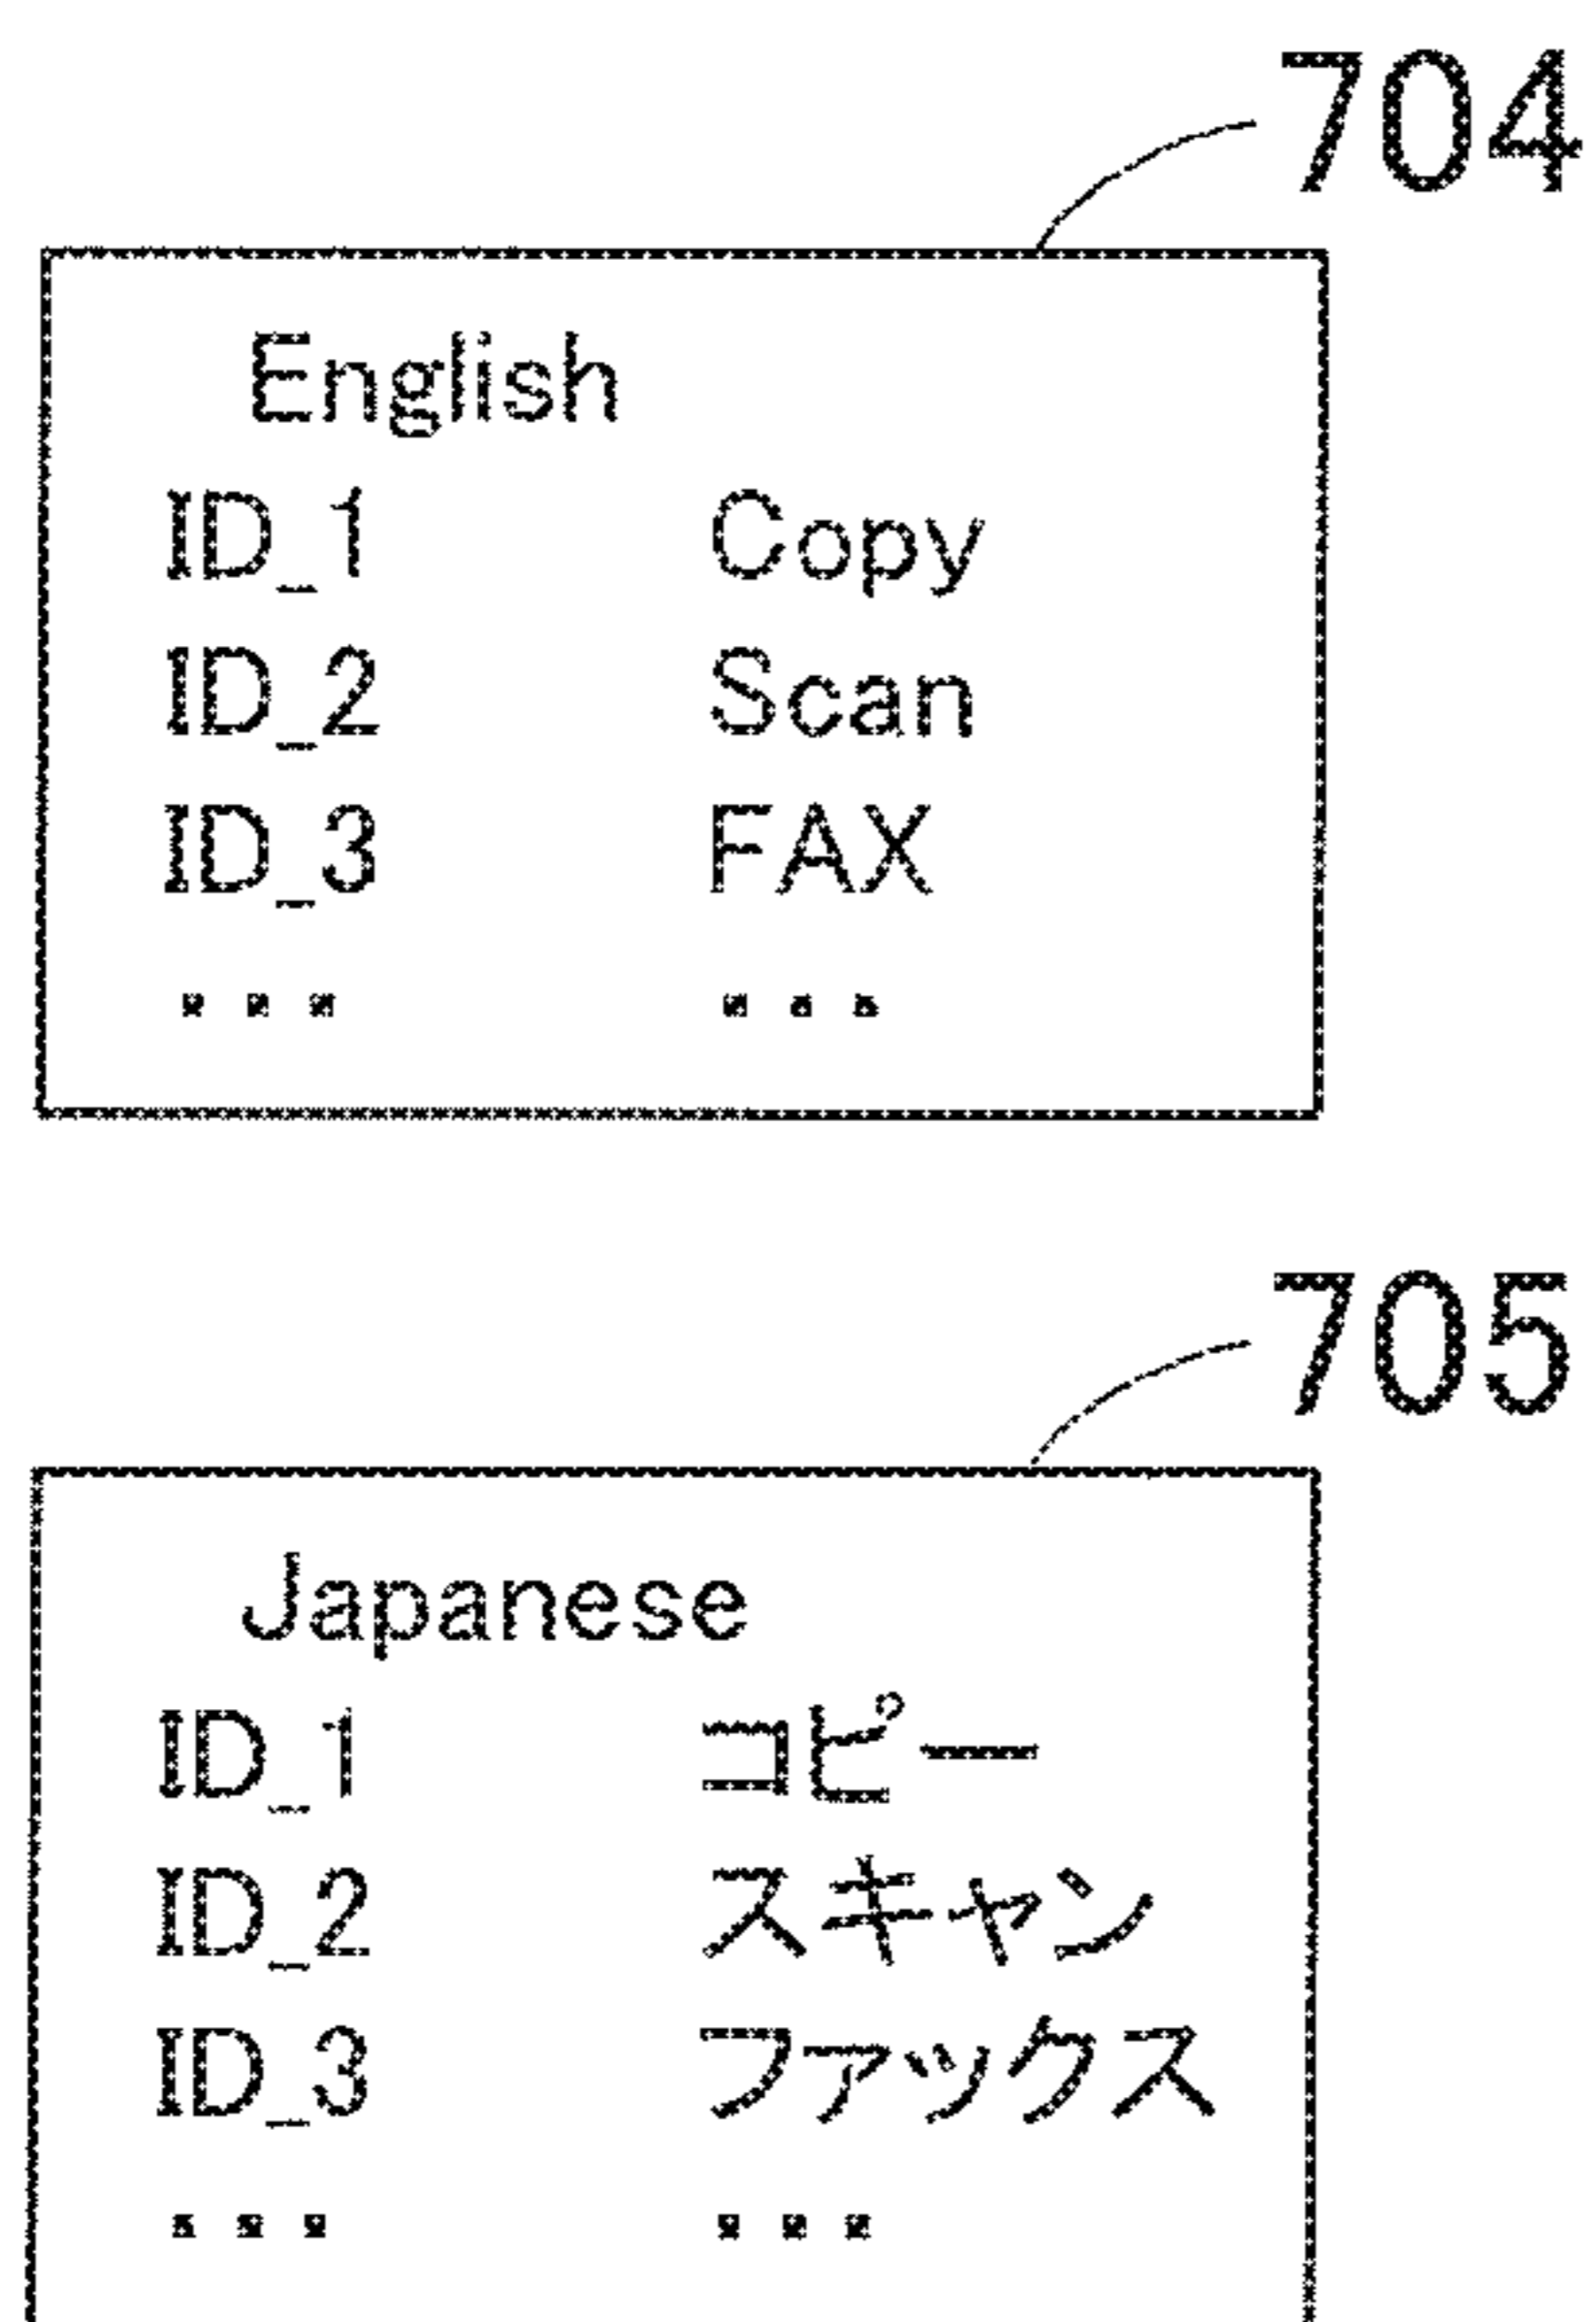 704
English
ID_1 Copy
ID_2 Scan
ID_3 FAX
... ...
705
Japanese
ID_1 コピー
ID_2 スキャン
ID_3 ファックス
... ...